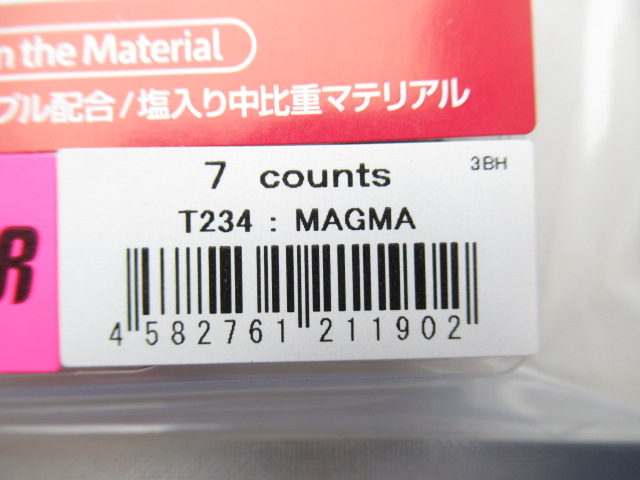 n the Material
ブル配合/塩入り中比重マテリアル
R
7 counts
3BH
T234 : MAGMA
4 582761 211902